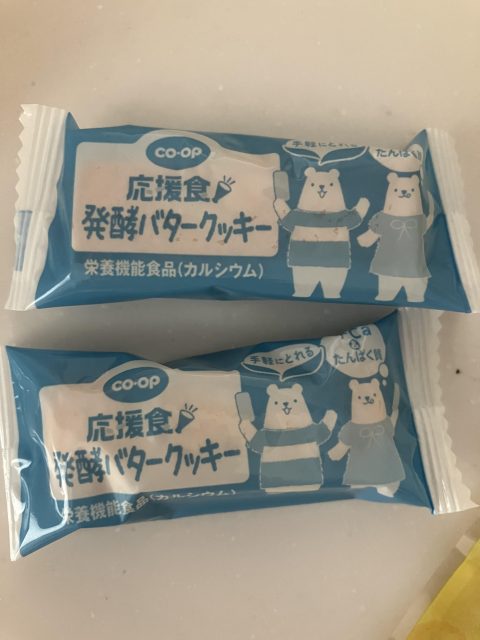 CO-OP
応援食
発酵バタークッキー
栄養機能食品(カルシウム)
手軽にとれる
たんぱく質
CO-OP
応援食
発酵バタークッキー
栄養機能食品(カルシウム)
手軽にとれる
Ca
&
たんぱく質